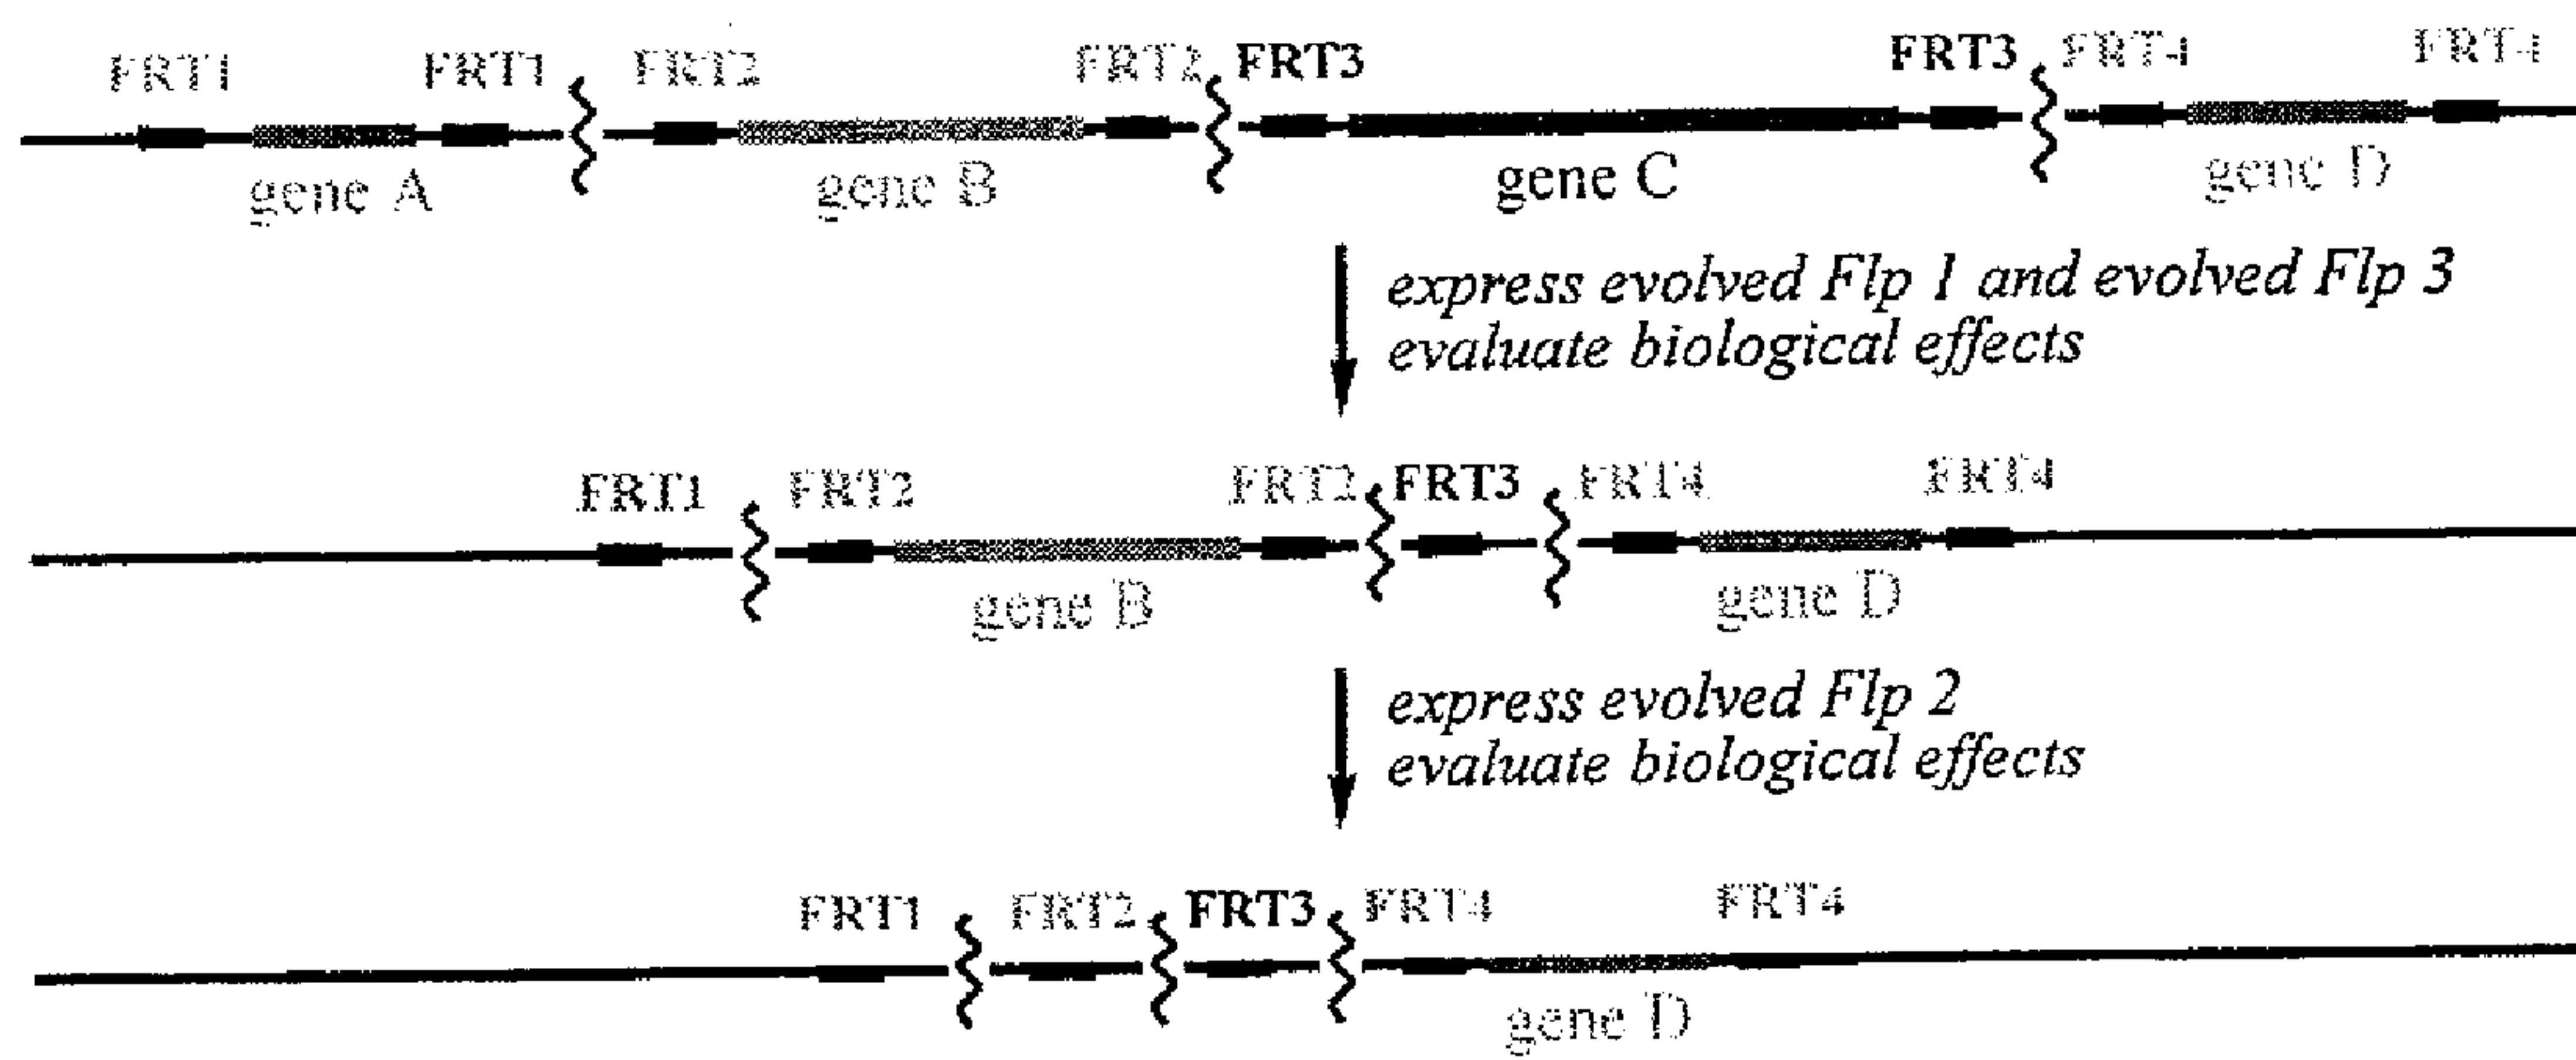 FRT1 FRT1 FRT2 FRT2 FRT3 FRT3 FRT4 FRT4
gene A gene B gene C gene D
express evolved Flp 1 and evolved Flp 3
evaluate biological effects
FRT1 FRT2 FRT2 FRT3 FRT4 FRT4
gene B gene D
express evolved Flp 2
evaluate biological effects
FRT1 FRT2 FRT3 FRT4 FRT4
gene D